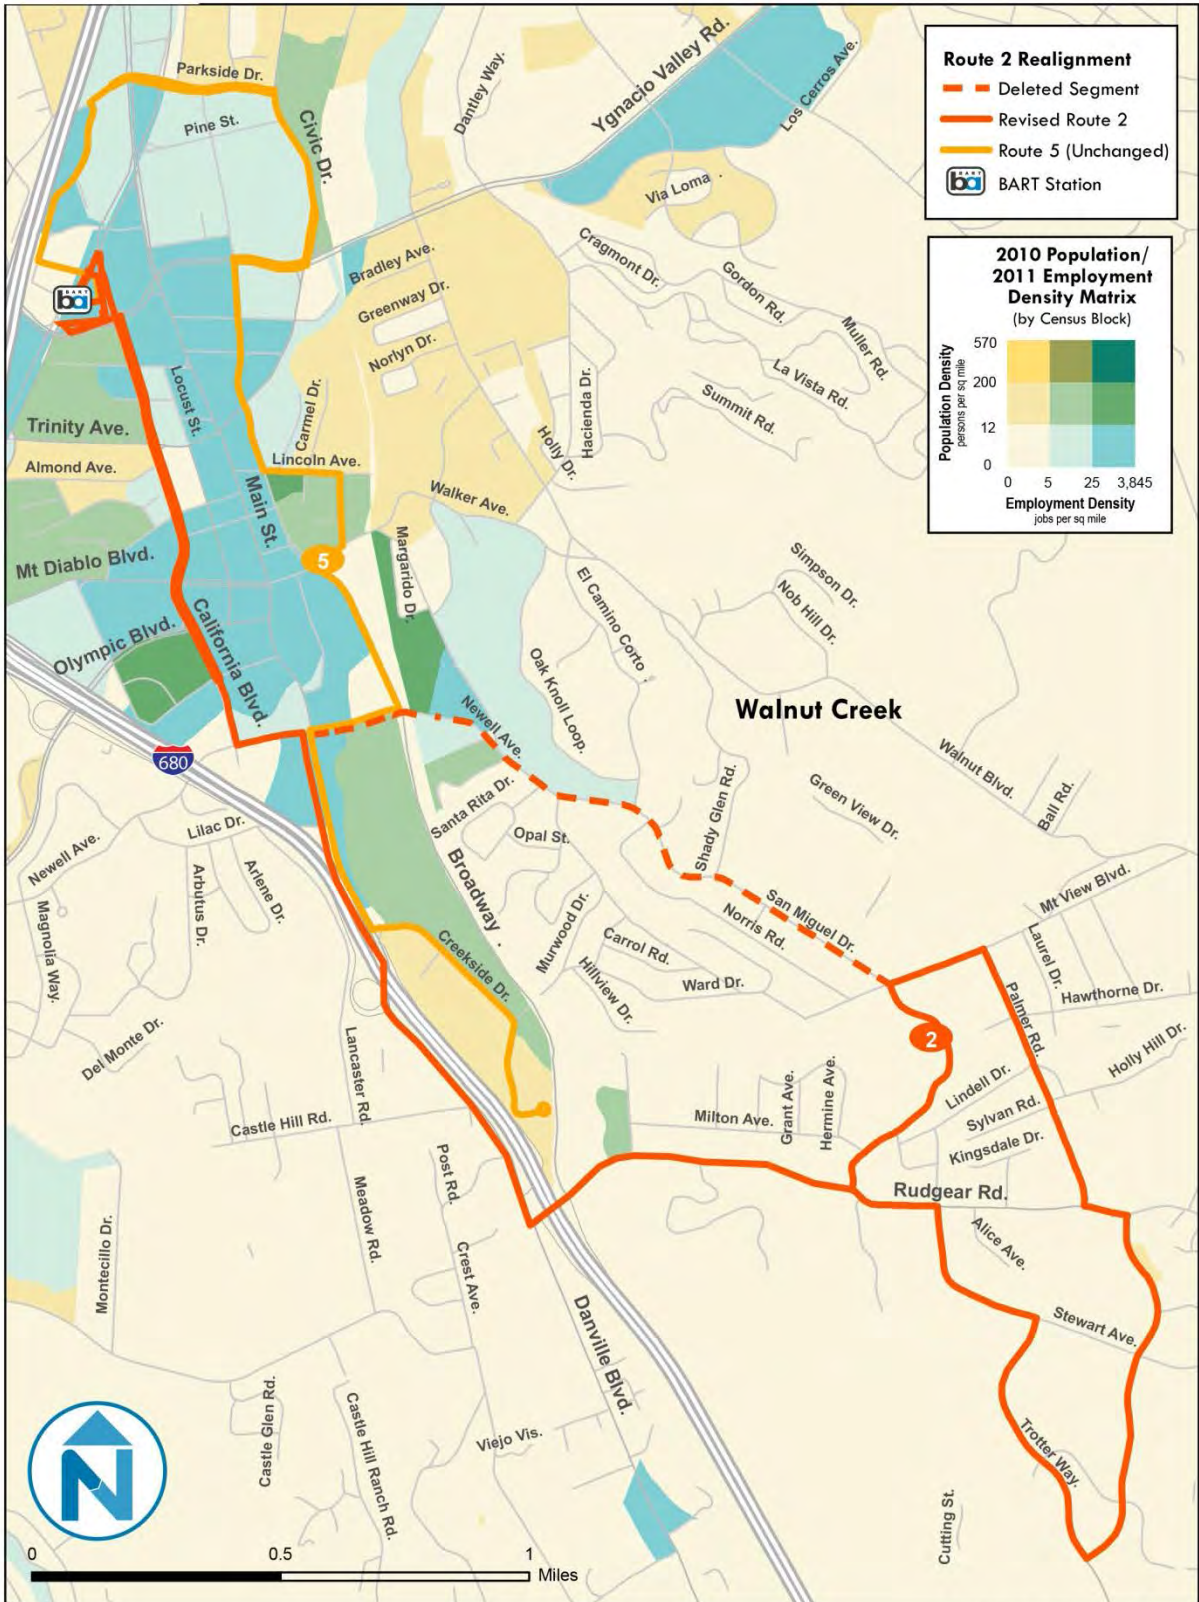 Parkside Dr.
Pine St.
Civic Dr.
Dantley Way.
Ygnacio Valley Rd.
Los Cerros Ave.
Route 2 Realignment
Deleted Segment
Revised Route 2
Route 5 (Unchanged)
BART
ba
BART Station
2010 Population/
2011 Employment
Density Matrix
(by Census Block)
Population Density
persons per sq mile
570
200
12
0
0
5
25
3,845
Employment Density
jobs per sq mile
Via Loma .
Cragmont Dr.
Gordon Rd.
Muller Rd.
Bradley Ave.
Greenway Dr.
Norlyn Dr.
BART
ba
La Vista Rd.
Summit Rd.
Hacienda Dr.
Holly Dr.
Locust St.
Carmel Dr.
Trinity Ave.
Almond Ave.
Lincoln Ave.
Main St.
Walker Ave.
Mt Diablo Blvd.
5
Margarido Dr.
El Camino Corto .
Simpson Dr.
Nob Hill Dr.
Olympic Blvd.
California Blvd.
Oak Knoll Loop.
Walnut Creek
Newell Ave.
680
Walnut Blvd.
Ball Rd.
Shady Glen Rd.
Green View Dr.
Santa Rita Dr.
Opal St.
Lilac Dr.
Newell Ave.
Arbutus Dr.
Arlene Dr.
Magnolia Way.
Broadway .
Murwood Dr.
Carrol Rd.
Hillview Dr.
Ward Dr.
Norris Rd.
San Miguel Dr.
Mt View Blvd.
Laurel Dr.
Hawthorne Dr.
Palmer Rd.
Creekside Dr.
2
Holly Hill Dr.
Lindell Dr.
Sylvan Rd.
Kingsdale Dr.
Del Monte Dr.
Lancaster Rd.
Castle Hill Rd.
Milton Ave.
Grant Ave.
Hermine Ave.
Rudgear Rd.
Alice Ave.
Post Rd.
Meadow Rd.
Montecillo Dr.
Crest Ave.
Stewart Ave.
Danville Blvd.
Castle Glen Rd.
Castle Hill Ranch Rd.
Viejo Vis.
Trotter Way.
Cutting St.
N
0
0.5
1
Miles